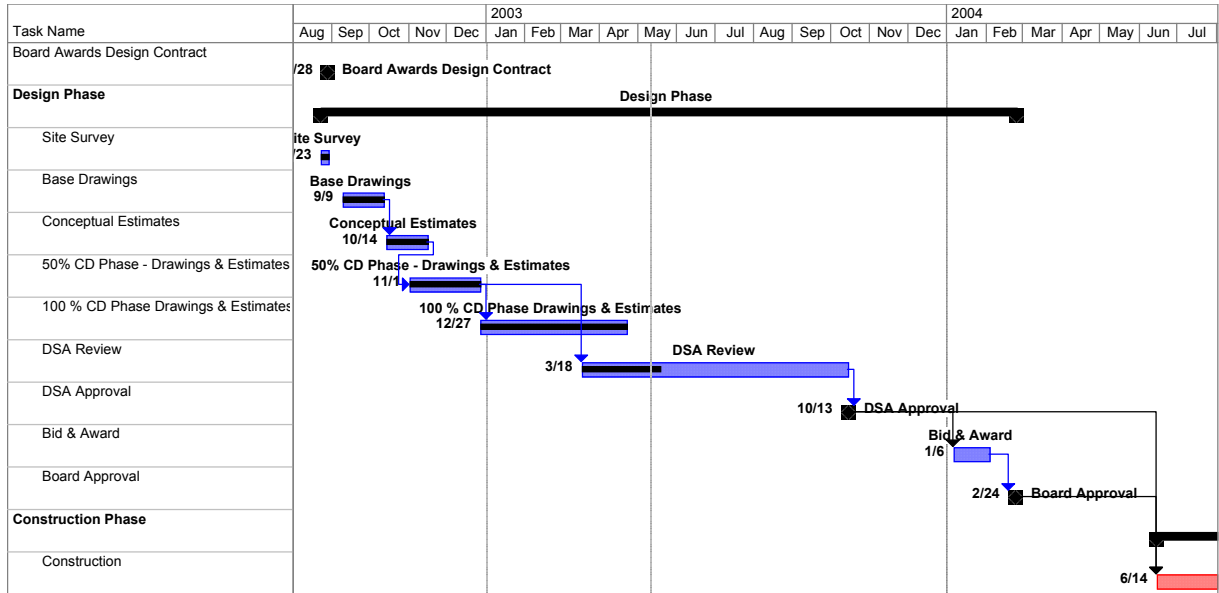 2003 2004
Task Name Aug Sep Oct Nov Dec Jan Feb Mar Apr May Jun Jul Aug Sep Oct Nov Dec Jan Feb Mar Apr May Jun Jul
Board Awards Design Contract
/28 Board Awards Design Contract
Design Phase
Design Phase
Site Survey
ite Survey
/23
Base Drawings
Base Drawings
9/9
Conceptual Estimates
Conceptual Estimates
10/14
50% CD Phase - Drawings & Estimates
50% CD Phase - Drawings & Estimates
11/1
100 % CD Phase Drawings & Estimates
100 % CD Phase Drawings & Estimates
12/27
DSA Review
DSA Review
3/18
DSA Approval
10/13 DSA Approval
Bid & Award
Bid & Award
1/6
Board Approval
2/24 Board Approval
Construction Phase
Construction
6/14